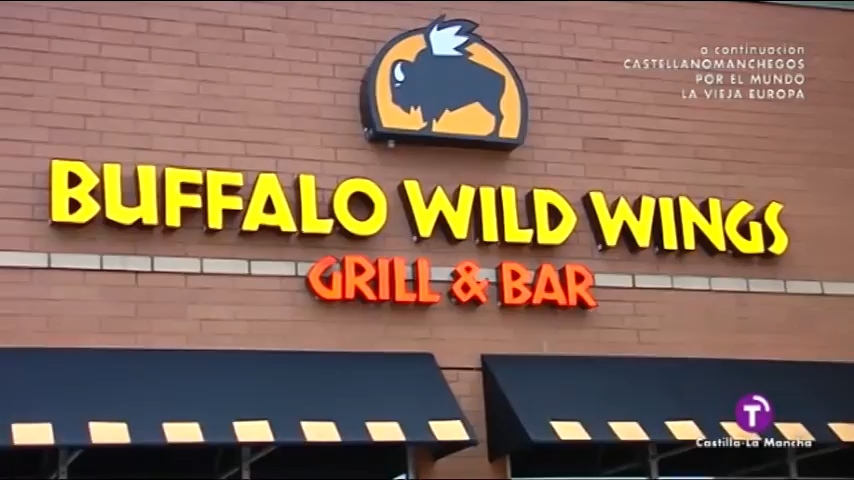 a continuacion
CASTELLANOMANCHEGOS
POR EL MUNDO
LA VIEJA EUROPA
BUFFALO WILD WINGS
GRILL & BAR
T
Castilla-La Mancha